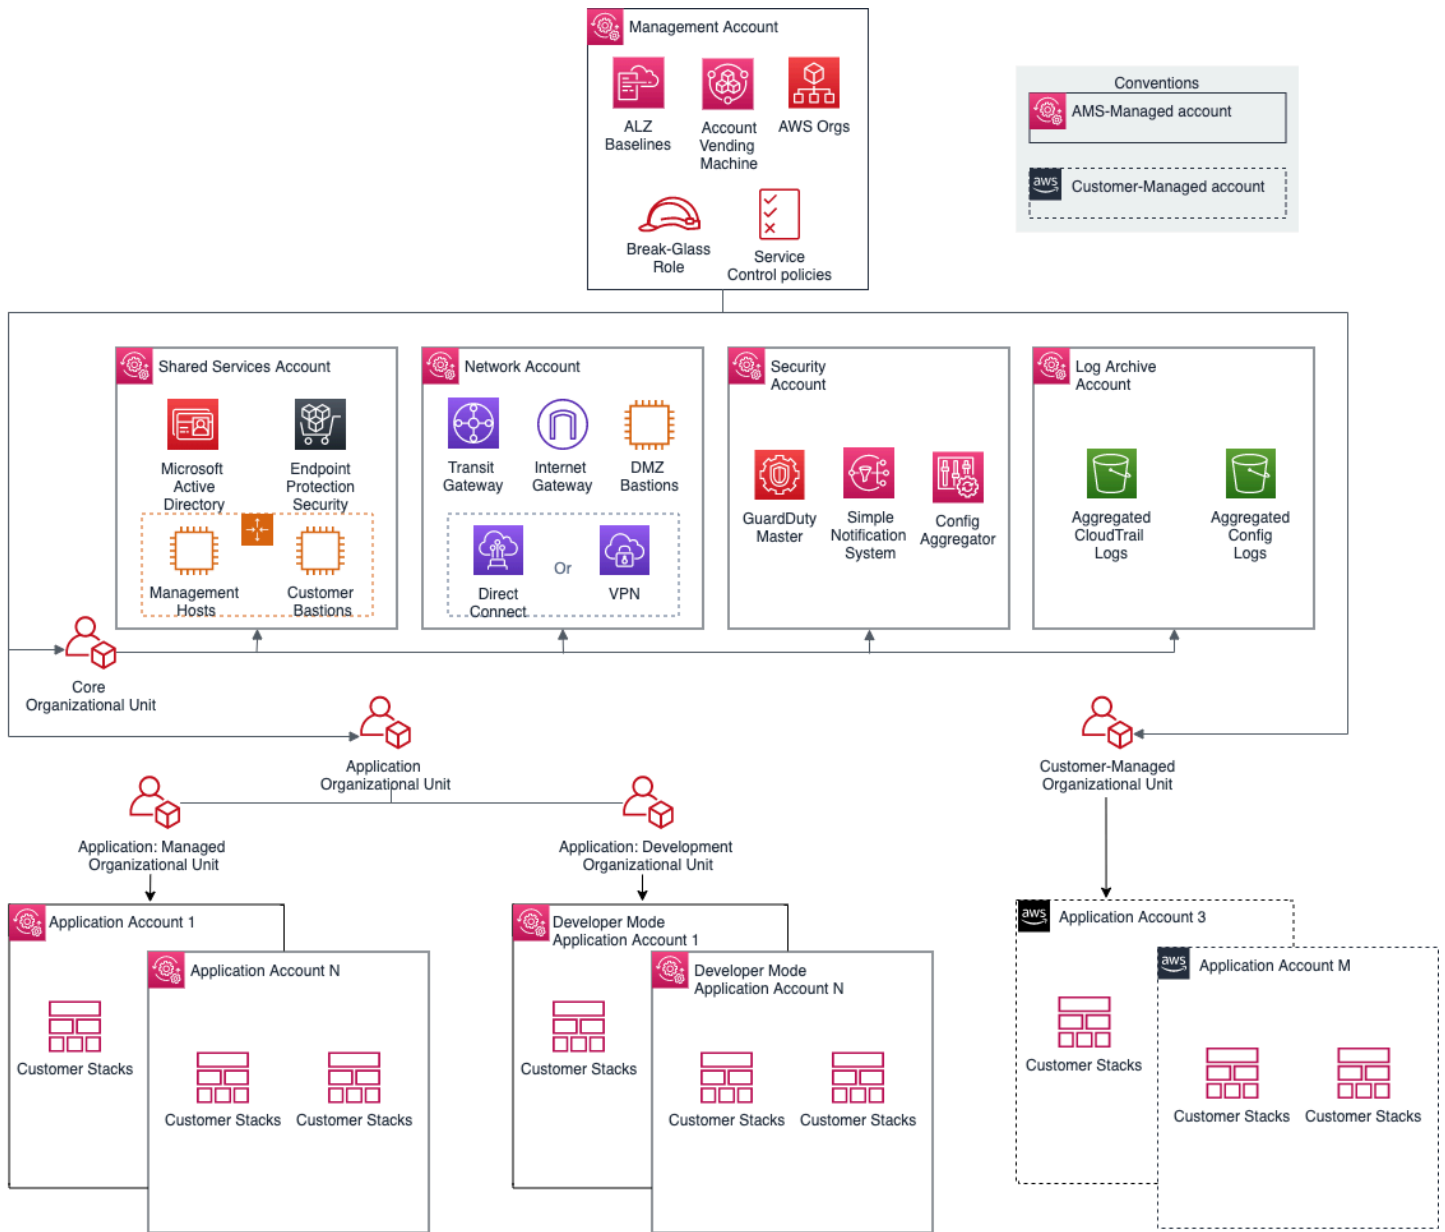 Management Account
ALZ
Baselines
Account
Vending
Machine
AWS Orgs
Break-Glass
Role
Service
Control policies
Conventions
AMS-Managed account
aws
Customer-Managed account
Shared Services Account
Microsoft
Active
Directory
Endpoint
Protection
Security
Management
Hosts
Customer
Bastions
Network Account
Transit
Gateway
Internet
Gateway
DMZ
Bastions
Direct
Connect
Or
VPN
Security
Account
GuardDuty
Master
Simple
Notification
System
Config
Aggregator
Log Archive
Account
Aggregated
CloudTrail
Logs
Aggregated
Config
Logs
Core
Organizational Unit
Application
Organizational Unit
Customer-Managed
Organizational Unit
Application: Managed
Organizational Unit
Application: Development
Organizational Unit
Application Account 1
Customer Stacks
Application Account N
Customer Stacks
Customer Stacks
Developer Mode
Application Account 1
Customer Stacks
Developer Mode
Application Account N
Customer Stacks
Customer Stacks
aws
Application Account 3
Customer Stacks
aws
Application Account M
Customer Stacks
Customer Stacks